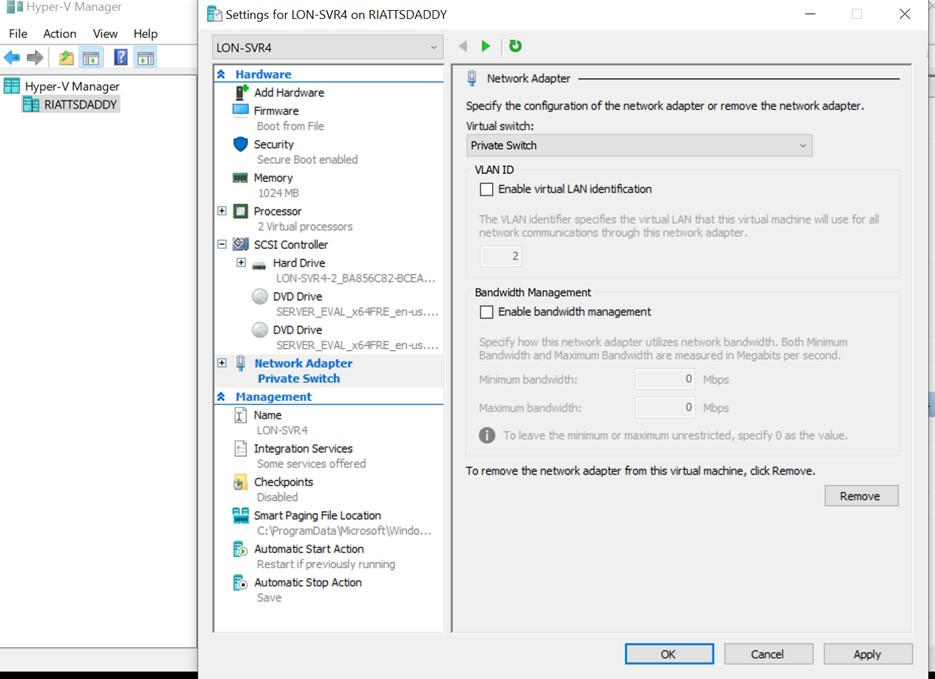 Hyper-V Manager
File Action View Help
Hyper-V Manager
RIATTSDADDY
Settings for LON-SVR4 on RIATTSDADDY
LON-SVR4
Hardware
Add Hardware
Firmware
Boot from File
Security
Secure Boot enabled
Memory
1024 MB
Processor
2 Virtual processors
SCSI Controller
Hard Drive
LON-SVR4-2_BA856C82-BCEA...
DVD Drive
SERVER_EVAL_x64FRE_en-us....
DVD Drive
SERVER_EVAL_x64FRE_en-us....
Network Adapter
Private Switch
Management
Name
LON-SVR4
Integration Services
Some services offered
Checkpoints
Disabled
Smart Paging File Location
C:\ProgramData\Microsoft\Windo...
Automatic Start Action
Restart if previously running
Automatic Stop Action
Save
Network Adapter
Specify the configuration of the network adapter or remove the network adapter.
Virtual switch:
Private Switch
VLAN ID
Enable virtual LAN identification
The VLAN identifier specifies the virtual LAN that this virtual machine will use for all
network communications through this network adapter.
2
Bandwidth Management
Enable bandwidth management
Specify how this network adapter utilizes network bandwidth. Both Minimum
Bandwidth and Maximum Bandwidth are measured in Megabits per second.
Minimum bandwidth: 0 Mbps
Maximum bandwidth: 0 Mbps
To leave the minimum or maximum unrestricted, specify 0 as the value.
To remove the network adapter from this virtual machine, click Remove.
Remove
OK Cancel Apply